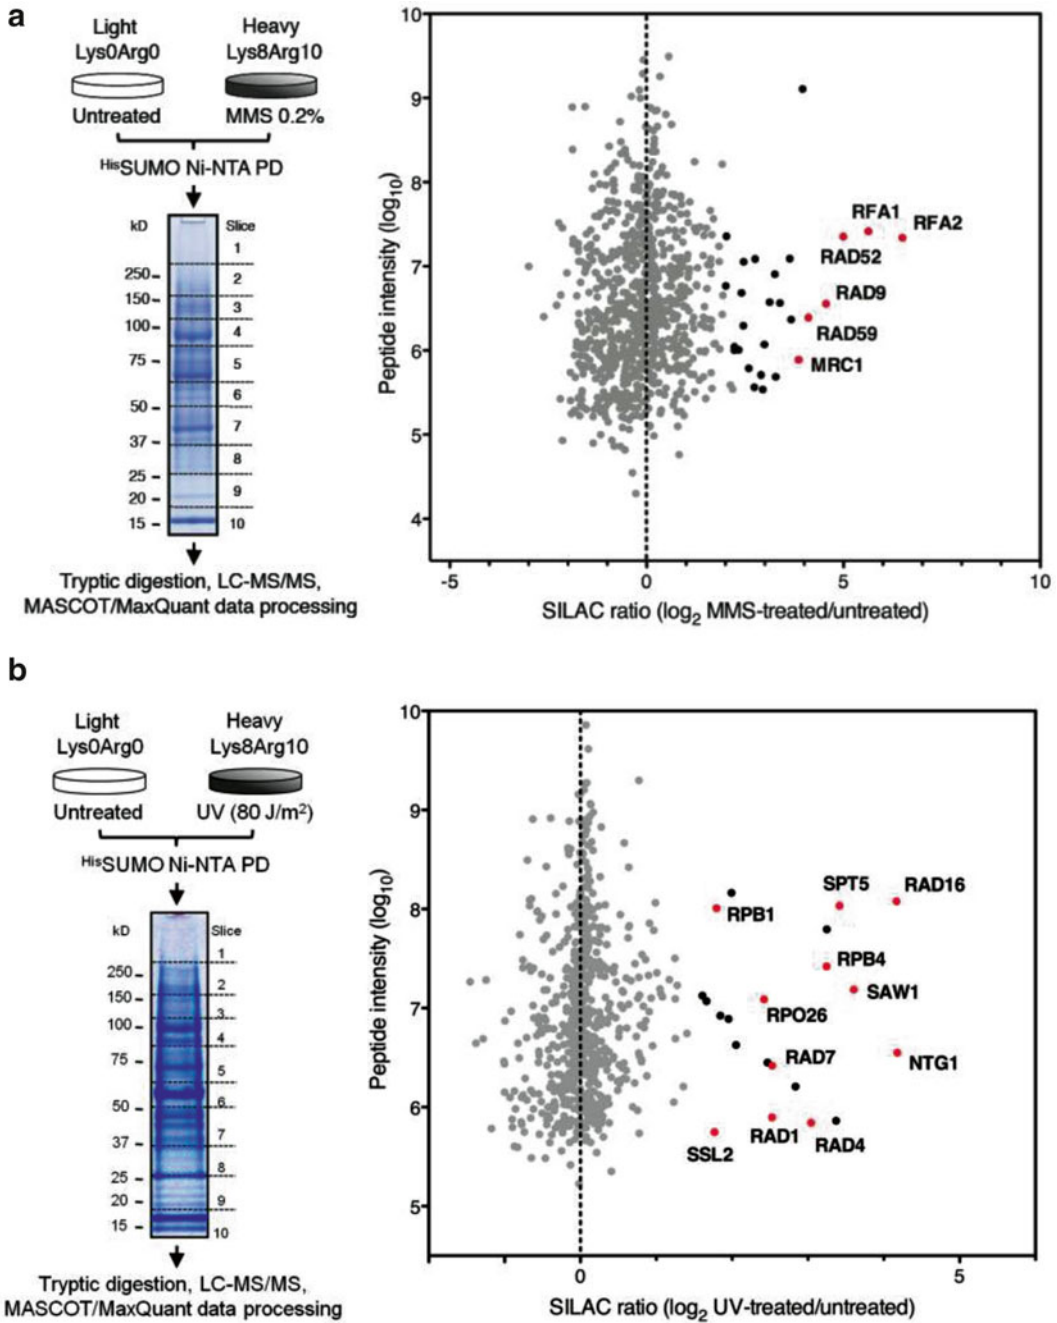 a
Light
Lys0Arg0
Heavy
Lys8Arg10
Untreated
MMS 0.2%
HisSUMO Ni-NTA PD
kD
Slice
250
150
100
75
50
37
25
20
15
1
2
3
4
5
6
7
8
9
10
Tryptic digestion, LC-MS/MS,
MASCOT/MaxQuant data processing
Peptide intensity (log10)
10
9
8
7
6
5
4
RFA1
RFA2
RAD52
RAD9
RAD59
MRC1
-5
0
5
10
SILAC ratio (log2 MMS-treated/untreated)
b
Light
Lys0Arg0
Heavy
Lys8Arg10
Untreated
UV (80 J/m2)
HisSUMO Ni-NTA PD
kD
Slice
250
150
100
75
50
37
25
20
15
1
2
3
4
5
6
7
8
9
10
Tryptic digestion, LC-MS/MS,
MASCOT/MaxQuant data processing
Peptide intensity (log10)
10
9
8
7
6
5
SPT5
RAD16
RPB1
RPB4
SAW1
RPO26
RAD7
NTG1
RAD1
RAD4
SSL2
0
5
SILAC ratio (log2 UV-treated/untreated)